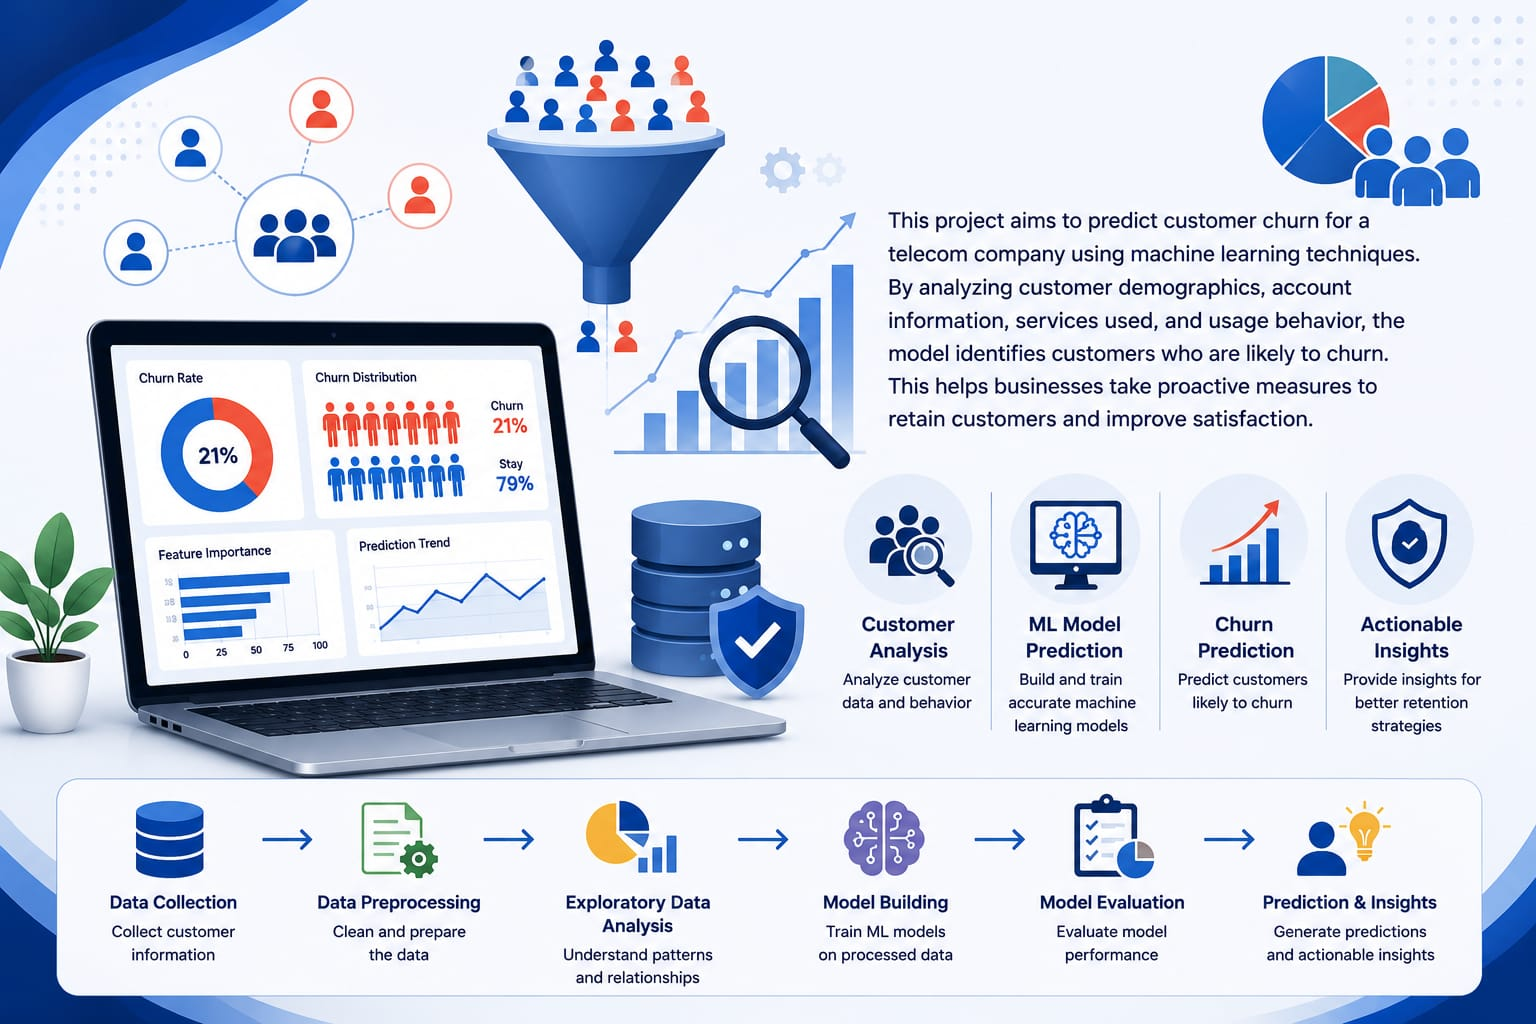 This project aims to predict customer churn for a
telecom company using machine learning techniques.
By analyzing customer demographics, account
information, services used, and usage behavior, the
model identifies customers who are likely to churn.
This helps businesses take proactive measures to
retain customers and improve satisfaction.
Churn Rate
21%
Churn Distribution
Churn
21%
Stay
79%
Feature Importance
0 25 50 75 100
Prediction Trend
Customer
Analysis
Analyze customer
data and behavior
ML Model
Prediction
Build and train
accurate machine
learning models
Churn
Prediction
Predict customers
likely to churn
Actionable
Insights
Provide insights for
better retention
strategies
Data Collection
Collect customer
information
Data Preprocessing
Clean and prepare
the data
Exploratory Data
Analysis
Understand patterns
and relationships
Model Building
Train ML models
on processed data
Model Evaluation
Evaluate model
performance
Prediction & Insights
Generate predictions
and actionable insights